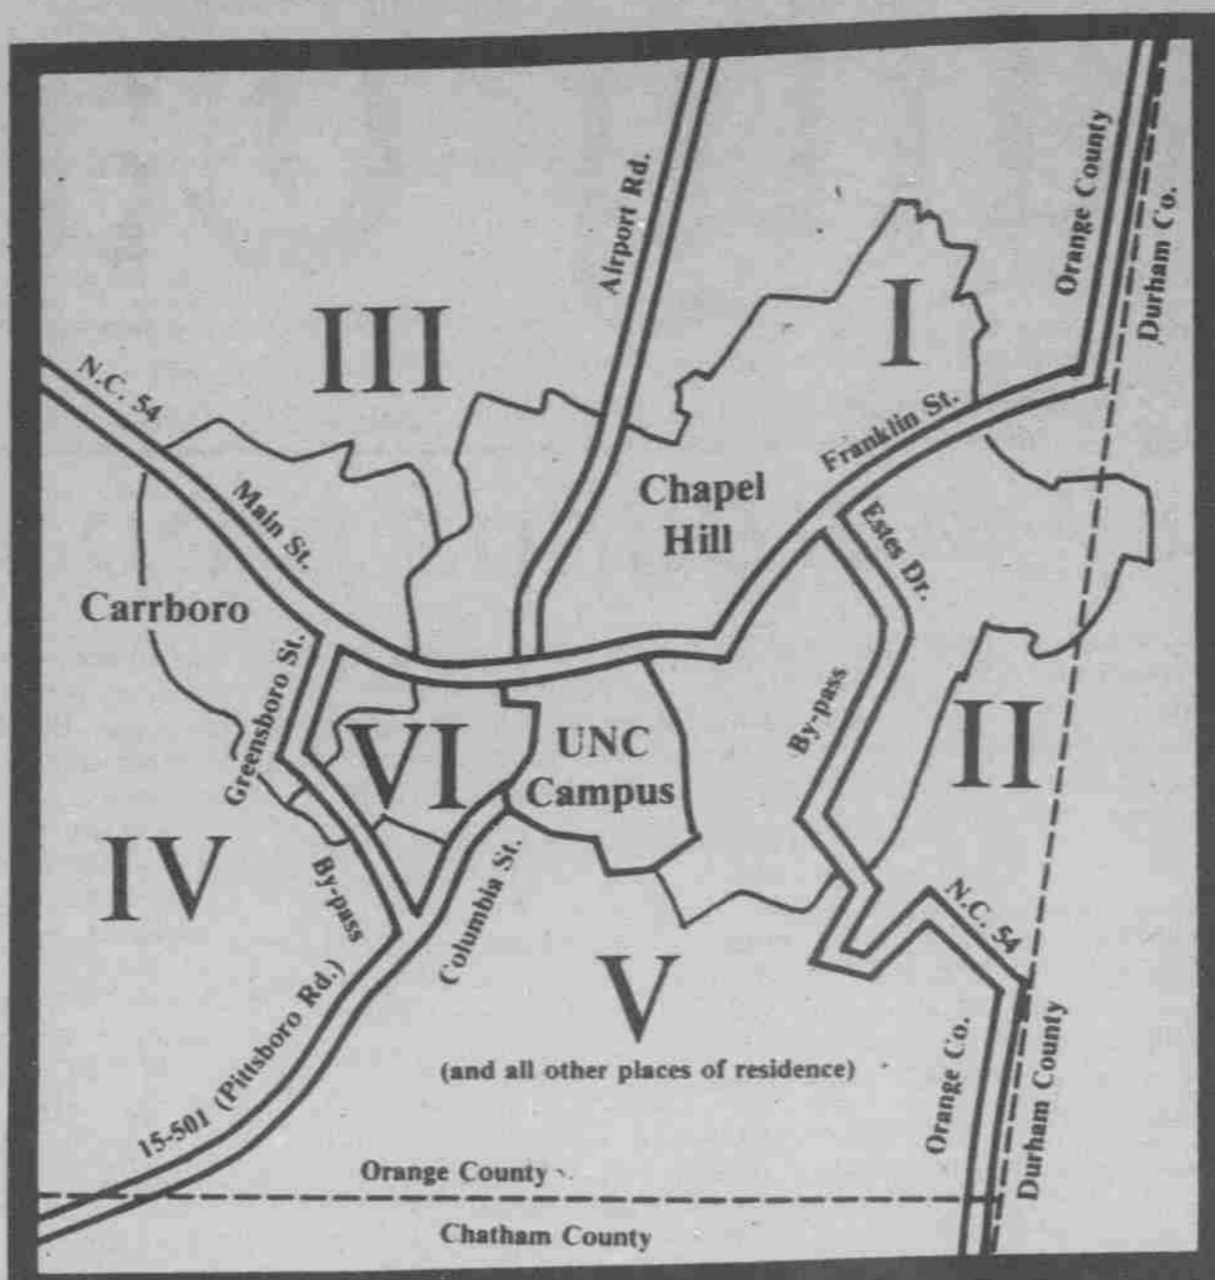 Airport Rd.
Orange County
Durham Co.
III
I
N.C. 54
Franklin St.
Main St.
Chapel
Hill
Estes Dr.
Carrboro
Greensboro St.
By-pass
II
VI
UNC
Campus
IV
By-pass
Columbia St.
N.C. 54
V
(and all other places of residence)
15-501 (Pittsboro Rd.)
Orange Co.
Durham County
Orange County
Chatham County